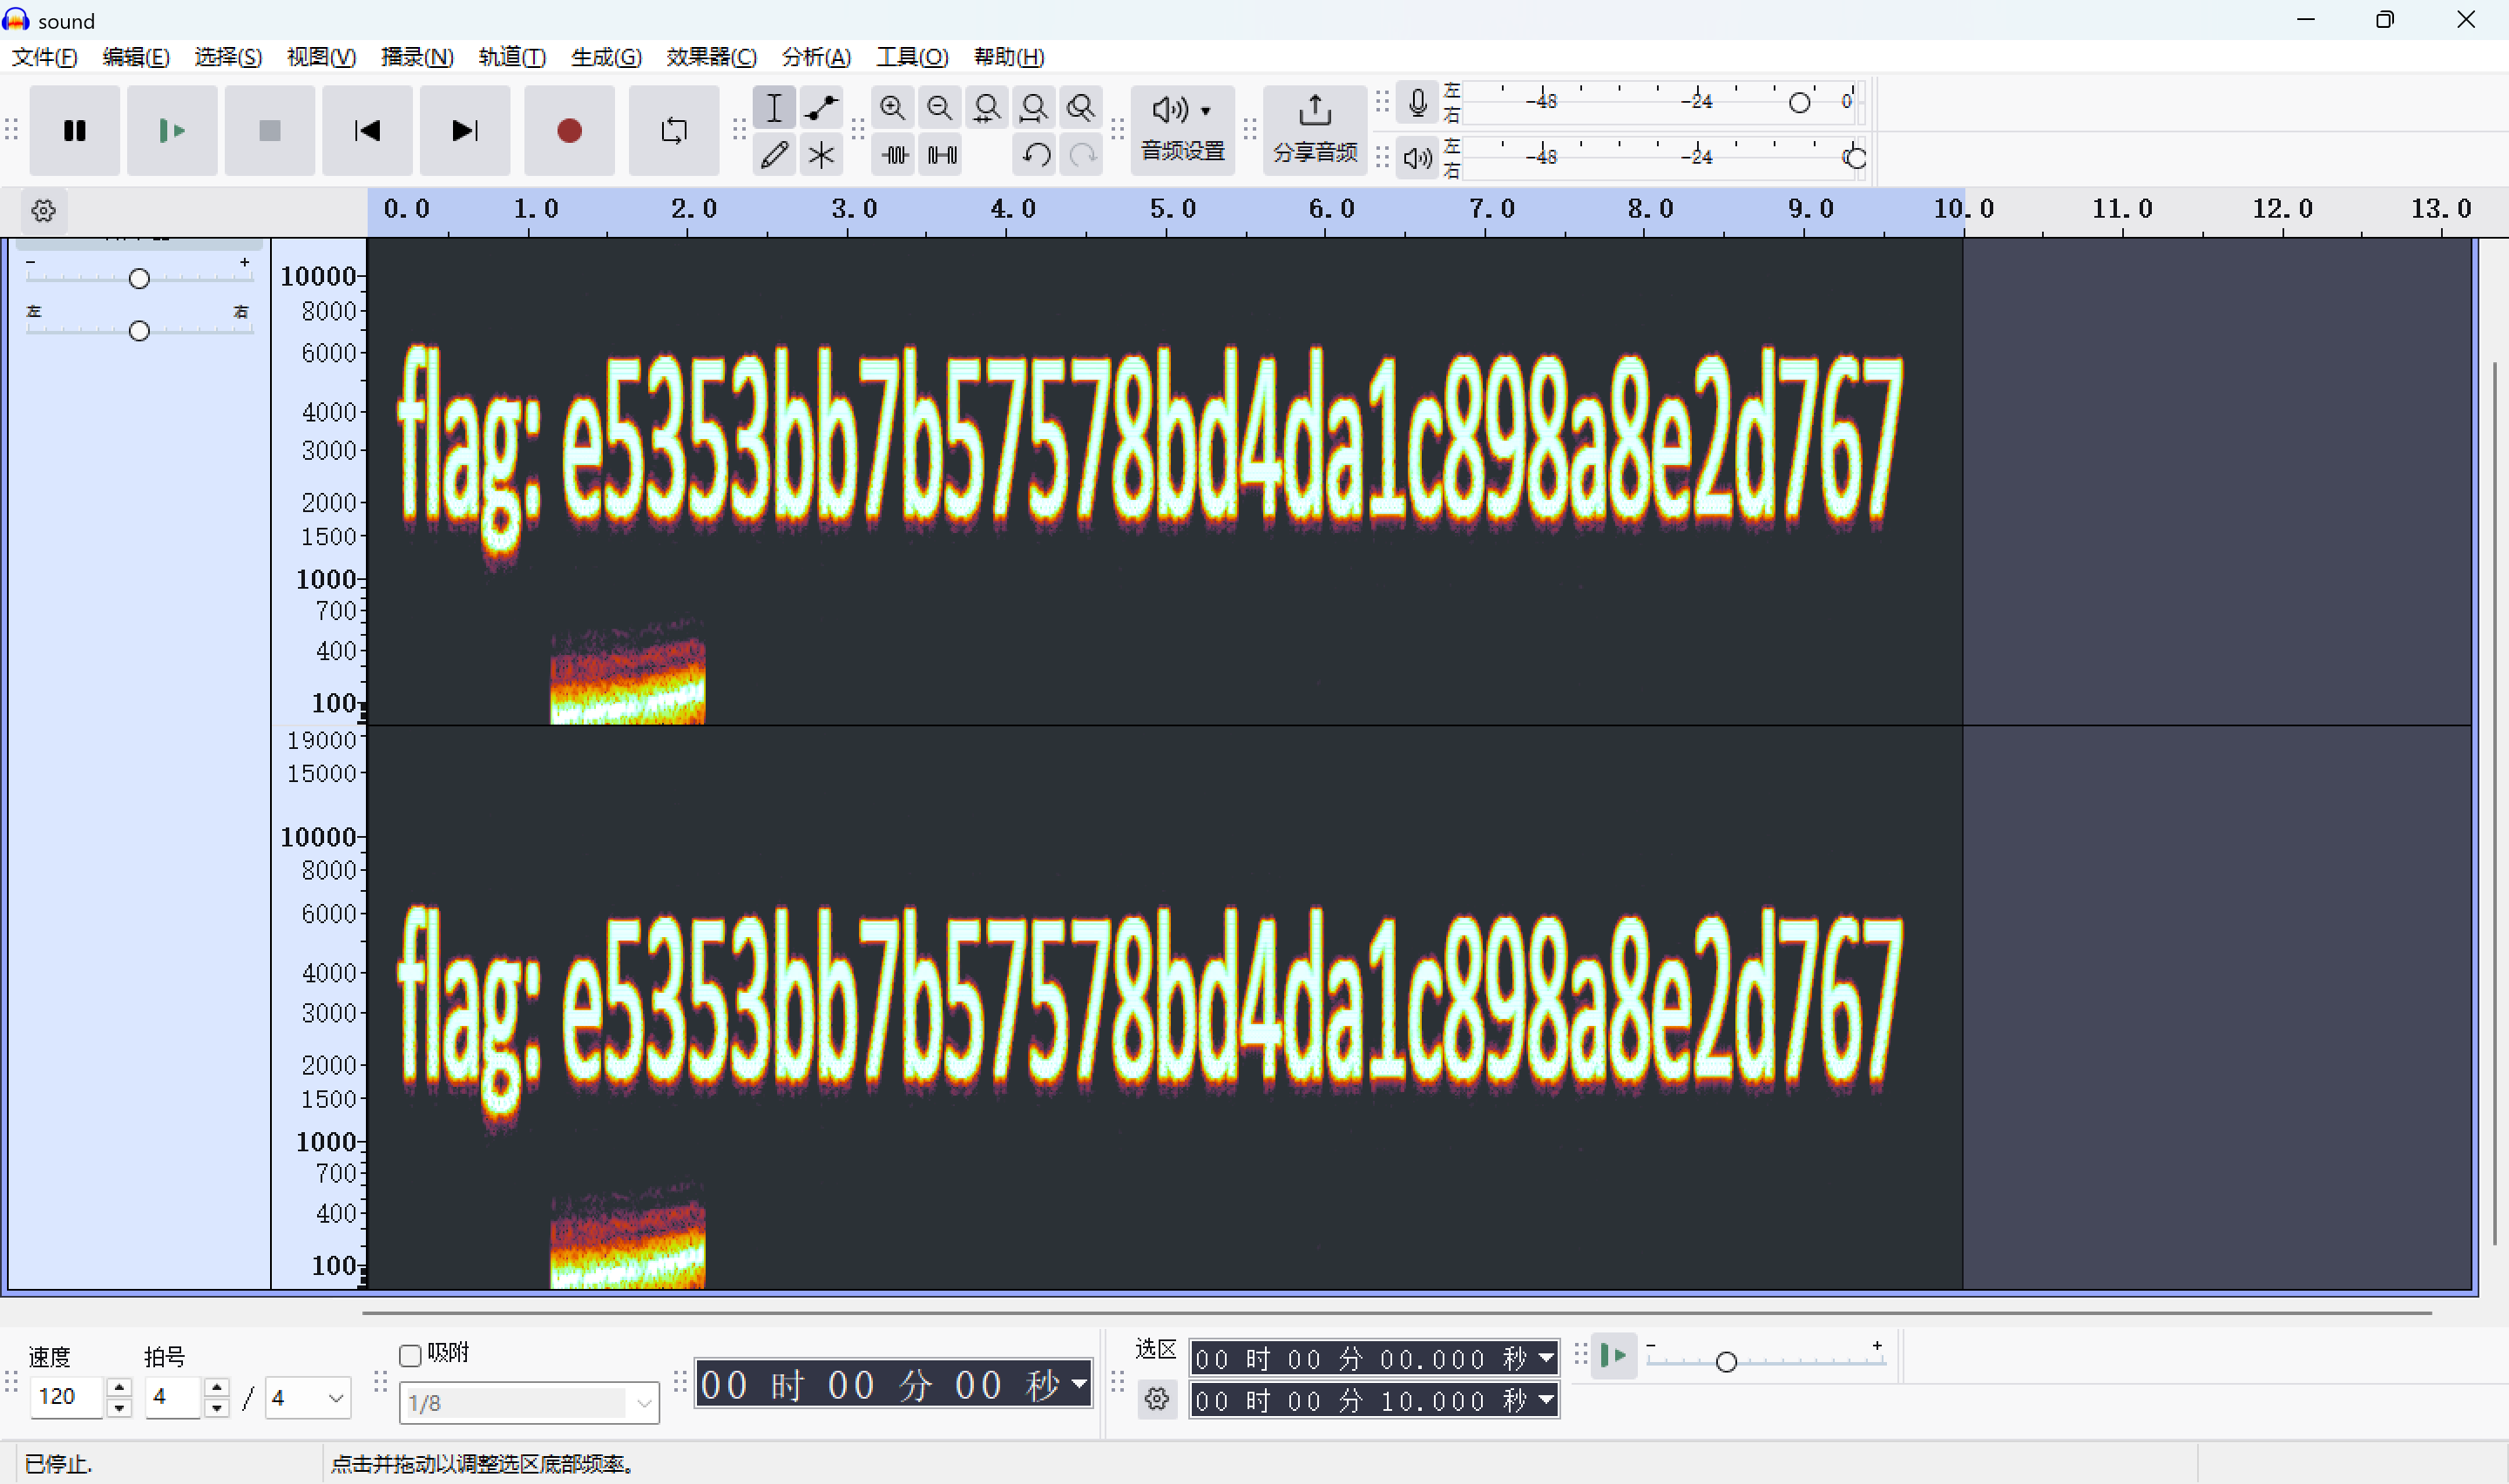 sound
文件(F) 编辑(E) 选择(S) 视图(V) 播录(N) 轨道(T) 生成(G) 效果器(C) 分析(A) 工具(O) 帮助(H)
音频设置
分享音频
左
右
-48 -24 0
左
右
-48 -24 0
0.0 1.0 2.0 3.0 4.0 5.0 6.0 7.0 8.0 9.0 10.0 11.0 12.0 13.0
- +
左 右
10000
8000
6000
4000
3000
2000
1500
1000
700
400
100
flag: e5353bb7b57578bd4da1c898a8e2d767
19000
15000
10000
8000
6000
4000
3000
2000
1500
1000
700
400
100
flag: e5353bb7b57578bd4da1c898a8e2d767
速度 拍号
120 4 / 4
吸附
1/8
00 时 00 分 00 秒
选区
00 时 00 分 00.000 秒
00 时 00 分 10.000 秒
- +
已停止.
点击并拖动以调整选区底部频率。